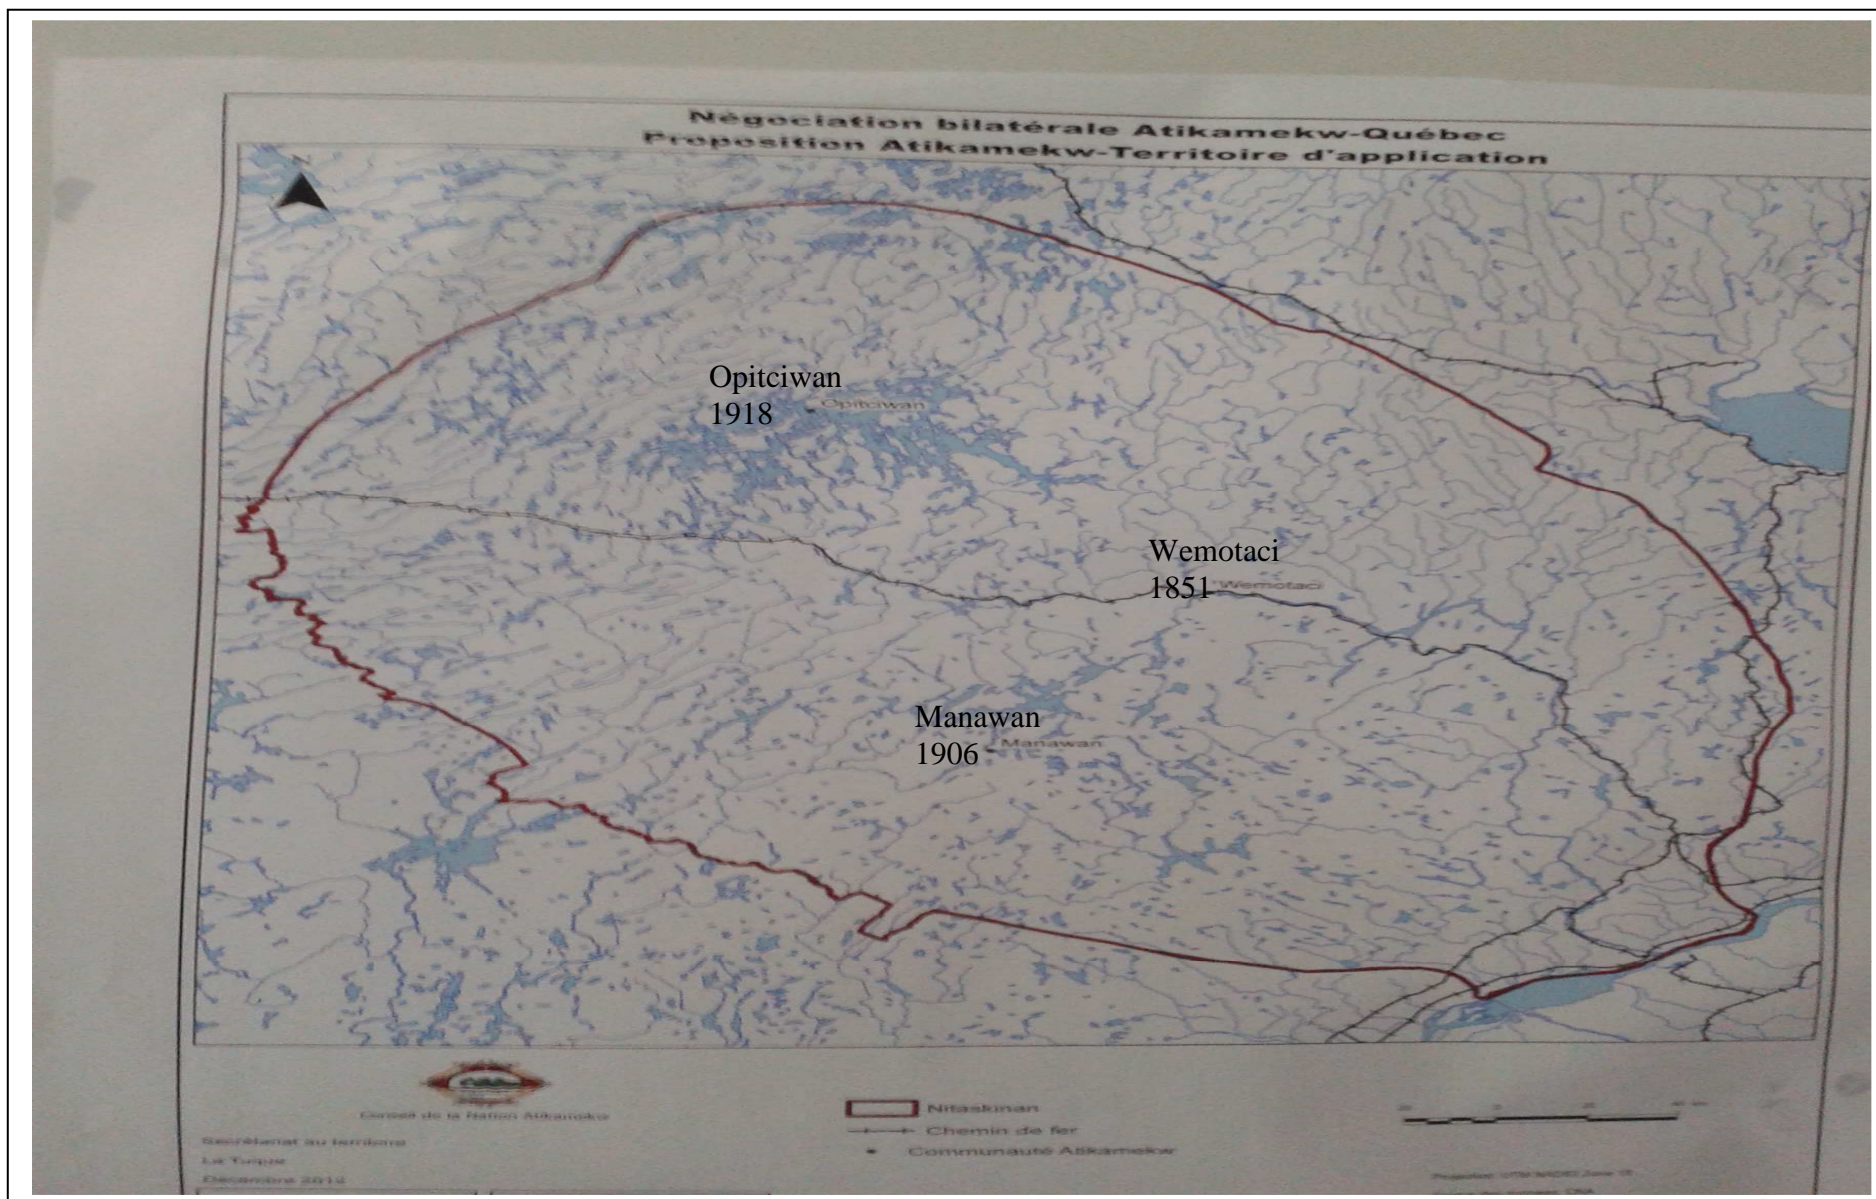 Négociation bilatérale Atikamekw-Québec
Proposition Atikamekw-Territoire d'application
N
Opitciwan
1918
Opitciwan
Wemotaci
1851
Wemotaci
Manawan
1906
Manawan
Conseil de la Nation Atikamekw
Secrétariat au territoire
La Tuque
Décembre 2012
Nitaskinan
Chemin de fer
Communauté Atikamekw